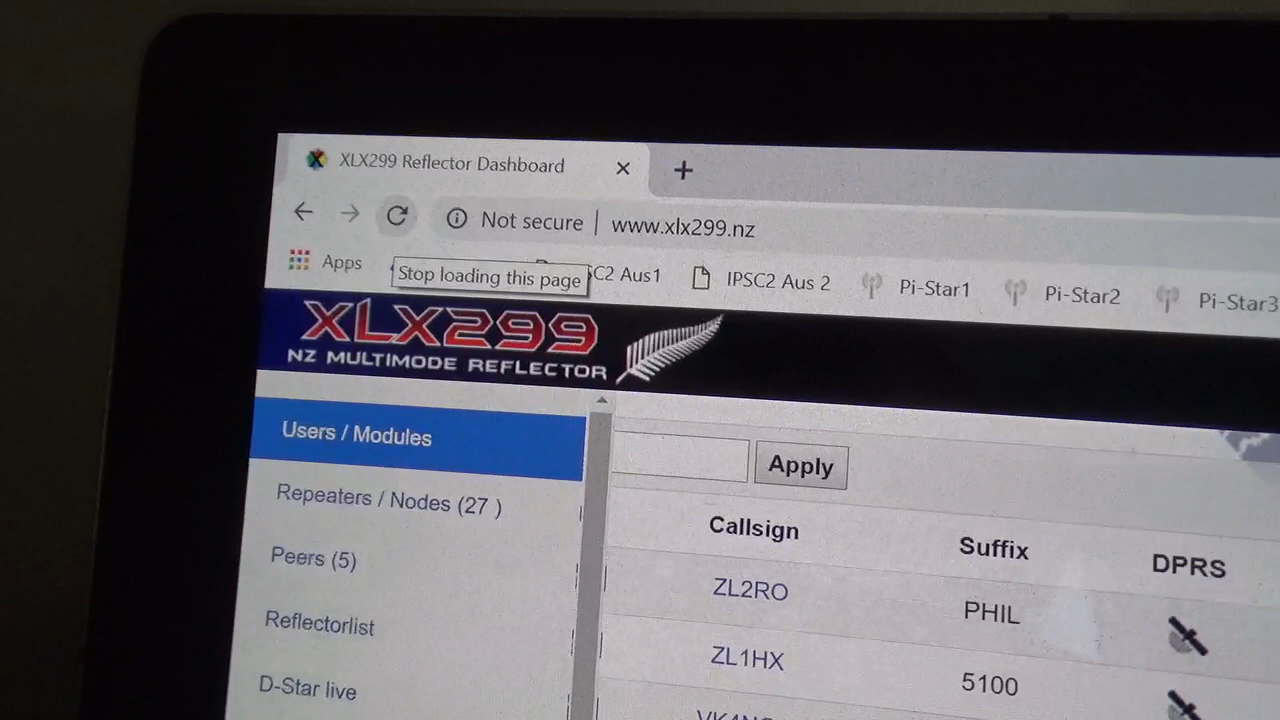 XLX299 Reflector Dashboard
Not secure | www.xlx299.nz
Apps
Stop loading this page
C2 Aus1
IPSC2 Aus 2
Pi-Star1
Pi-Star2
Pi-Star3
XLX299
NZ MULTIMODE REFLECTOR
Users / Modules
Repeaters / Nodes (27 )
Peers (5)
Reflectorlist
D-Star live
Apply
Callsign Suffix DPRS
ZL2RO PHIL
ZL1HX 5100